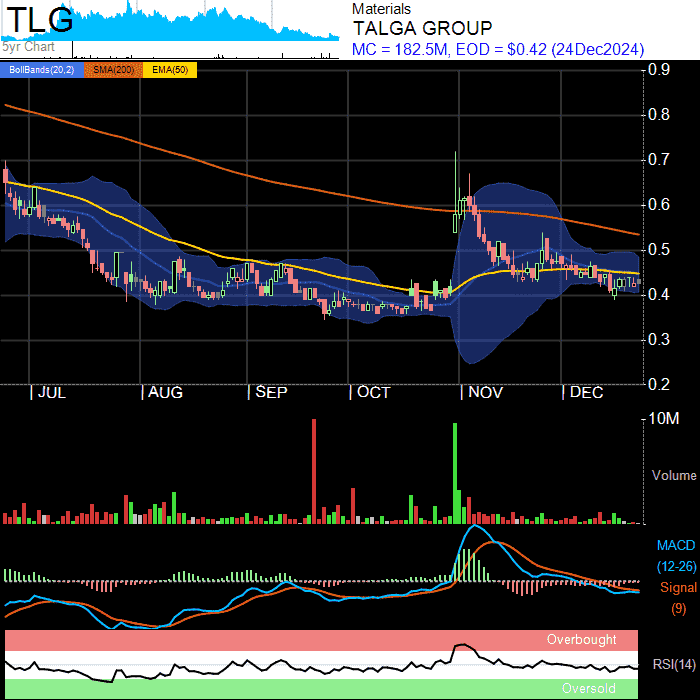 TLG
5yr Chart
Materials
TALGA GROUP
MC = 182.5M, EOD = $0.42 (24Dec2024)
BollBands(20,2) SMA(200) EMA(50)
0.9
0.8
0.7
0.6
0.5
0.4
0.3
0.2
JUL AUG SEP OCT NOV DEC
10M
Volume
MACD
(12-26)
Signal
(9)
Overbought
RSI(14)
Oversold